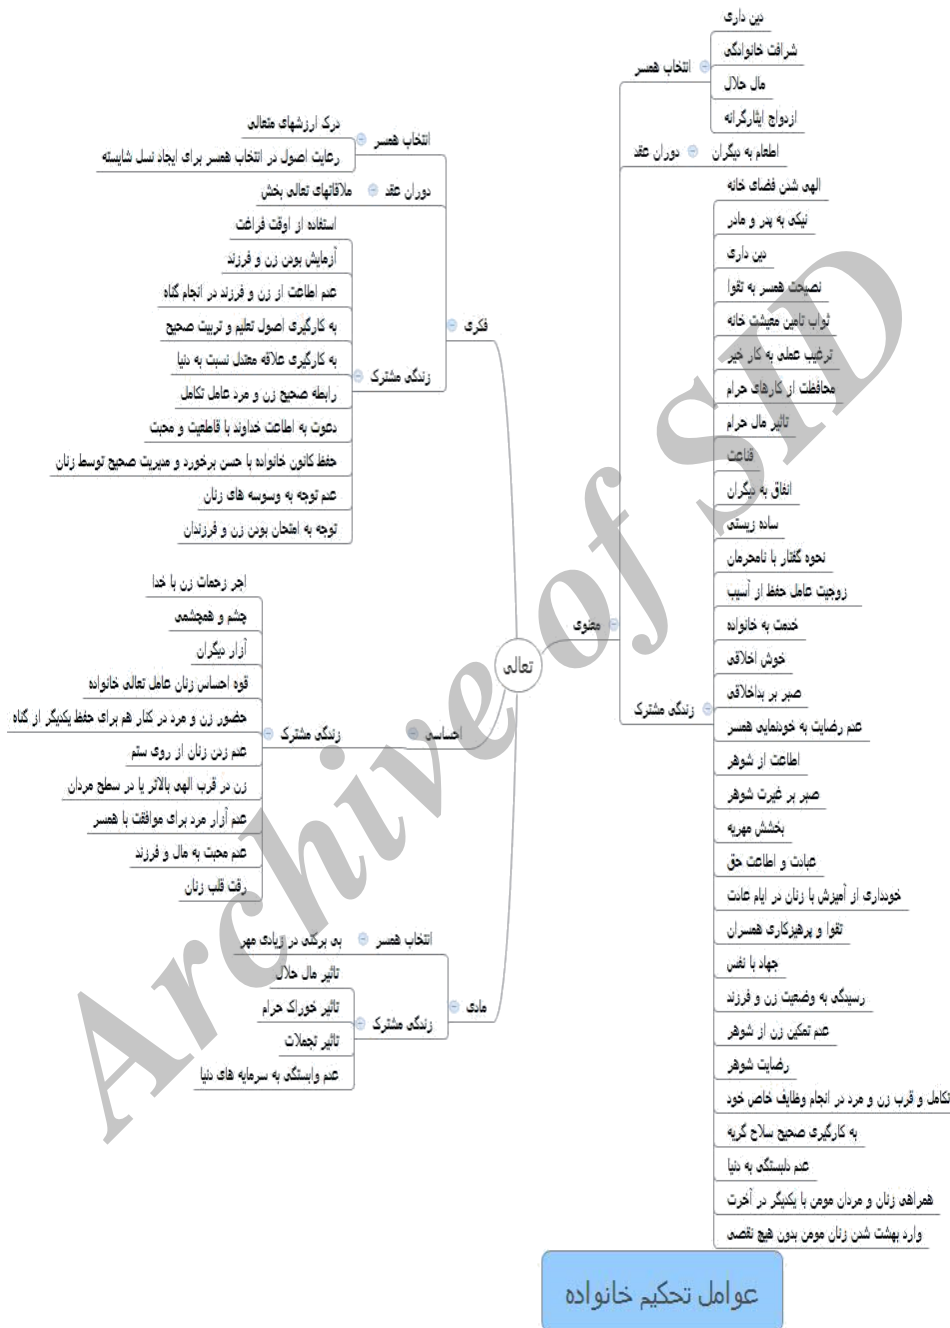 تعالی
معنوی
انتخاب همسر
دین داری
شرافت خانوادگی
مال حلال
ازدواج ایثارگرانه
دوران عقد
اطعام به دیگران
زندگی مشترک
الهی شدن فضای خانه
نیکی به پدر و مادر
دین داری
نصیحت همسر به تقوا
ثواب تامین معیشت خانه
ترغیب عملی به کار خیر
محافظت از کارهای حرام
تاثیر مال حرام
قناعت
انفاق به دیگران
ساده زیستی
نحوه گفتار با نامحرمان
زوجیت عامل حفظ از آسیب
خدمت به خانواده
خوش اخلاقی
صبر بر بداخلاقی
عدم رضایت به خودنمایی همسر
اطاعت از شوهر
صبر بر غیرت شوهر
بخشش مهریه
عبادت و اطاعت حق
خودداری از آمیزش با زنان در ایام عادت
تقوا و پرهیزکاری همسران
جهاد با نفس
رسیدگی به وضعیت زن و فرزند
عدم تمکین زن از شوهر
رضایت شوهر
تکامل و قرب زن و مرد در انجام وظایف خاص خود
به کارگیری صحیح سلاح گریه
عدم دلبستگی به دنیا
همراهی زنان و مردان مومن با یکدیگر در آخرت
وارد بهشت شدن زنان مومن بدون هیچ نقصی
فکری
انتخاب همسر
درک ارزشهای متعالی
رعایت اصول در انتخاب همسر برای ایجاد نسل شایسته
دوران عقد
ملاقاتهای تعالی بخش
زندگی مشترک
استفاده از اوقت فراغت
آزمایش بودن زن و فرزند
عدم اطاعت از زن و فرزند در انجام گناه
به کارگیری اصول تعلیم و تربیت صحیح
به کارگیری علاقه معتدل نسبت به دنیا
رابطه صحیح زن و مرد عامل تکامل
دعوت به اطاعت خداوند با قاطعیت و محبت
حفظ کانون خانواده با حسن برخورد و مدیریت صحیح توسط زنان
عدم توجه به وسوسه های زنان
توجه به امتحان بودن زن و فرزندان
احساسی
زندگی مشترک
اجر زحمات زن با خدا
چشم و همچشمی
آزار دیگران
قوه احساس زنان عامل تعالی خانواده
حضور زن و مرد در کنار هم برای حفظ یکدیگر از گناه
عدم زدن زنان از روی ستم
زن در قرب الهی بالاتر یا در سطح مردان
عدم آزار مرد برای موافقت با همسر
عدم محبت به مال و فرزند
رقت قلب زنان
مادی
انتخاب همسر
بی برکتی در زیادی مهر
زندگی مشترک
تاثیر مال حلال
تاثیر خوراک حرام
تاثیر تجملات
عدم وابستگی به سرمایه های دنیا
عوامل تحکیم خانواده
Archive of SID